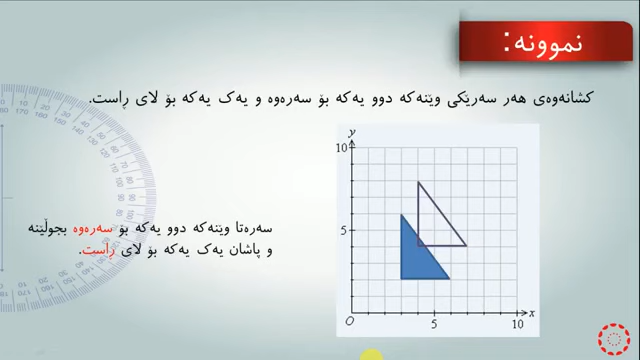 نموونه:
کشانەوەی هەر سەرێکی وێنەکە دوو یەکە بۆ سەرەوە و یەک یەکە بۆ لای ڕاست.
y
10
سەرەتا وێنەکە دوو یەکە بۆ سەرەوە بجوڵێنە
5
و پاشان یەک یەکە بۆ لای ڕاست.
O
5
10
x